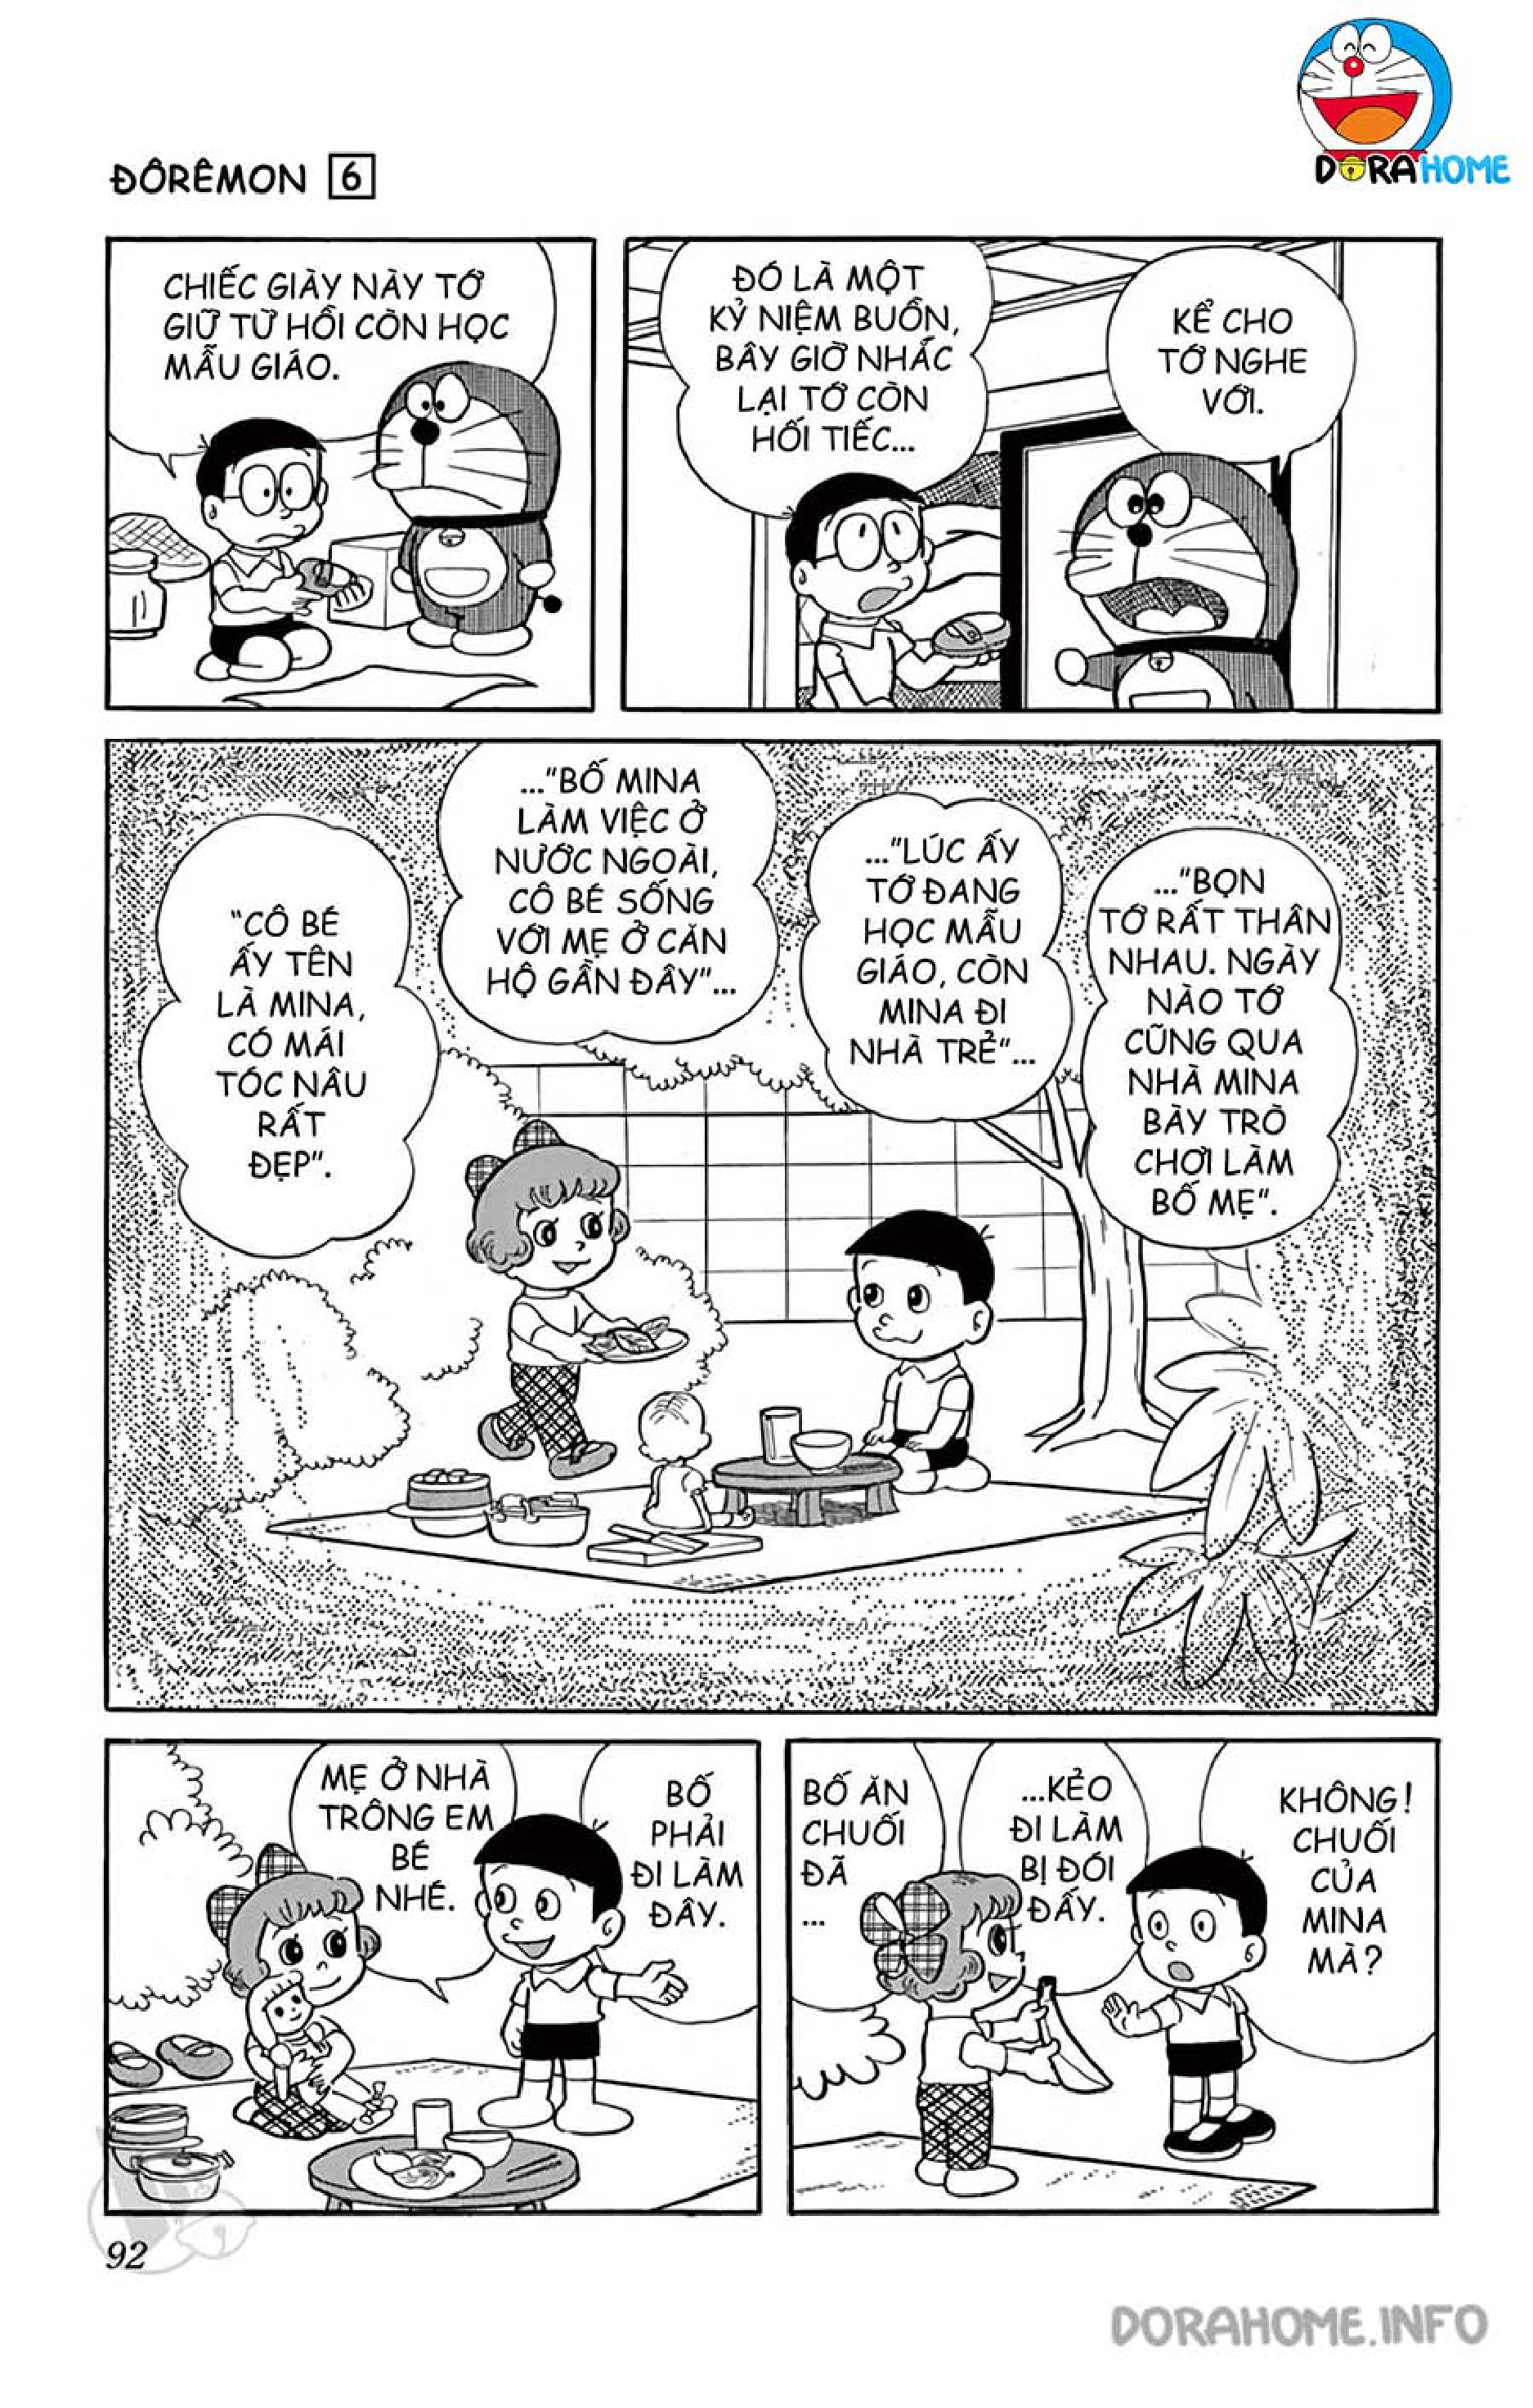 DORAHOME
ĐÔRÊMON 6
CHIẾC GIÀY NÀY TỚ
GIỮ TỪ HỒI CÒN HỌC
MẪU GIÁO.
ĐÓ LÀ MỘT
KỶ NIỆM BUỒN,
BÂY GIỜ NHẮC
LẠI TỚ CÒN
HỐI TIẾC...
KỂ CHO
TỚ NGHE
VỚI.
"CÔ BÉ
ẤY TÊN
LÀ MINA,
CÓ MÁI
TÓC NÂU
RẤT
ĐẸP".
..."BỐ MINA
LÀM VIỆC Ở
NƯỚC NGOÀI,
CÔ BÉ SỐNG
VỚI MẸ Ở CĂN
HỘ GẦN ĐÂY"...
..."LÚC ẤY
TỚ ĐANG
HỌC MẪU
GIÁO, CÒN
MINA ĐI
NHÀ TRẺ"...
..."BỌN
TỚ RẤT THÂN
NHAU. NGÀY
NÀO TỚ
CŨNG QUA
NHÀ MINA
BÀY TRÒ
CHƠI LÀM
BỐ MẸ".
MẸ Ở NHÀ
TRÔNG EM
BÉ
NHÉ.
BỐ
PHẢI
ĐI LÀM
ĐÂY.
BỐ ĂN
CHUỐI
ĐÃ
...
...KẺO
ĐI LÀM
BỊ ĐÓI
ĐẤY.
KHÔNG!
CHUỐI
CỦA
MINA
MÀ?
92
DORAHOME.INFO